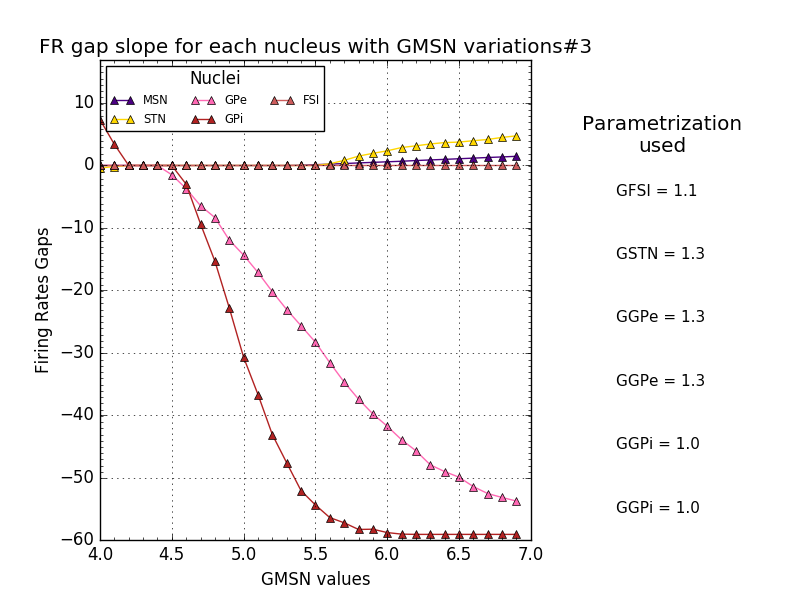 FR gap slope for each nucleus with GMSN variations#3
Nuclei
MSN GPe FSI
STN GPi
10
0
−10
−20
−30
−40
−50
−60
Firing Rates Gaps
4.0 4.5 5.0 5.5 6.0 6.5 7.0
GMSN values
Parametrization
used
GFSI = 1.1
GSTN = 1.3
GGPe = 1.3
GGPe = 1.3
GGPi = 1.0
GGPi = 1.0